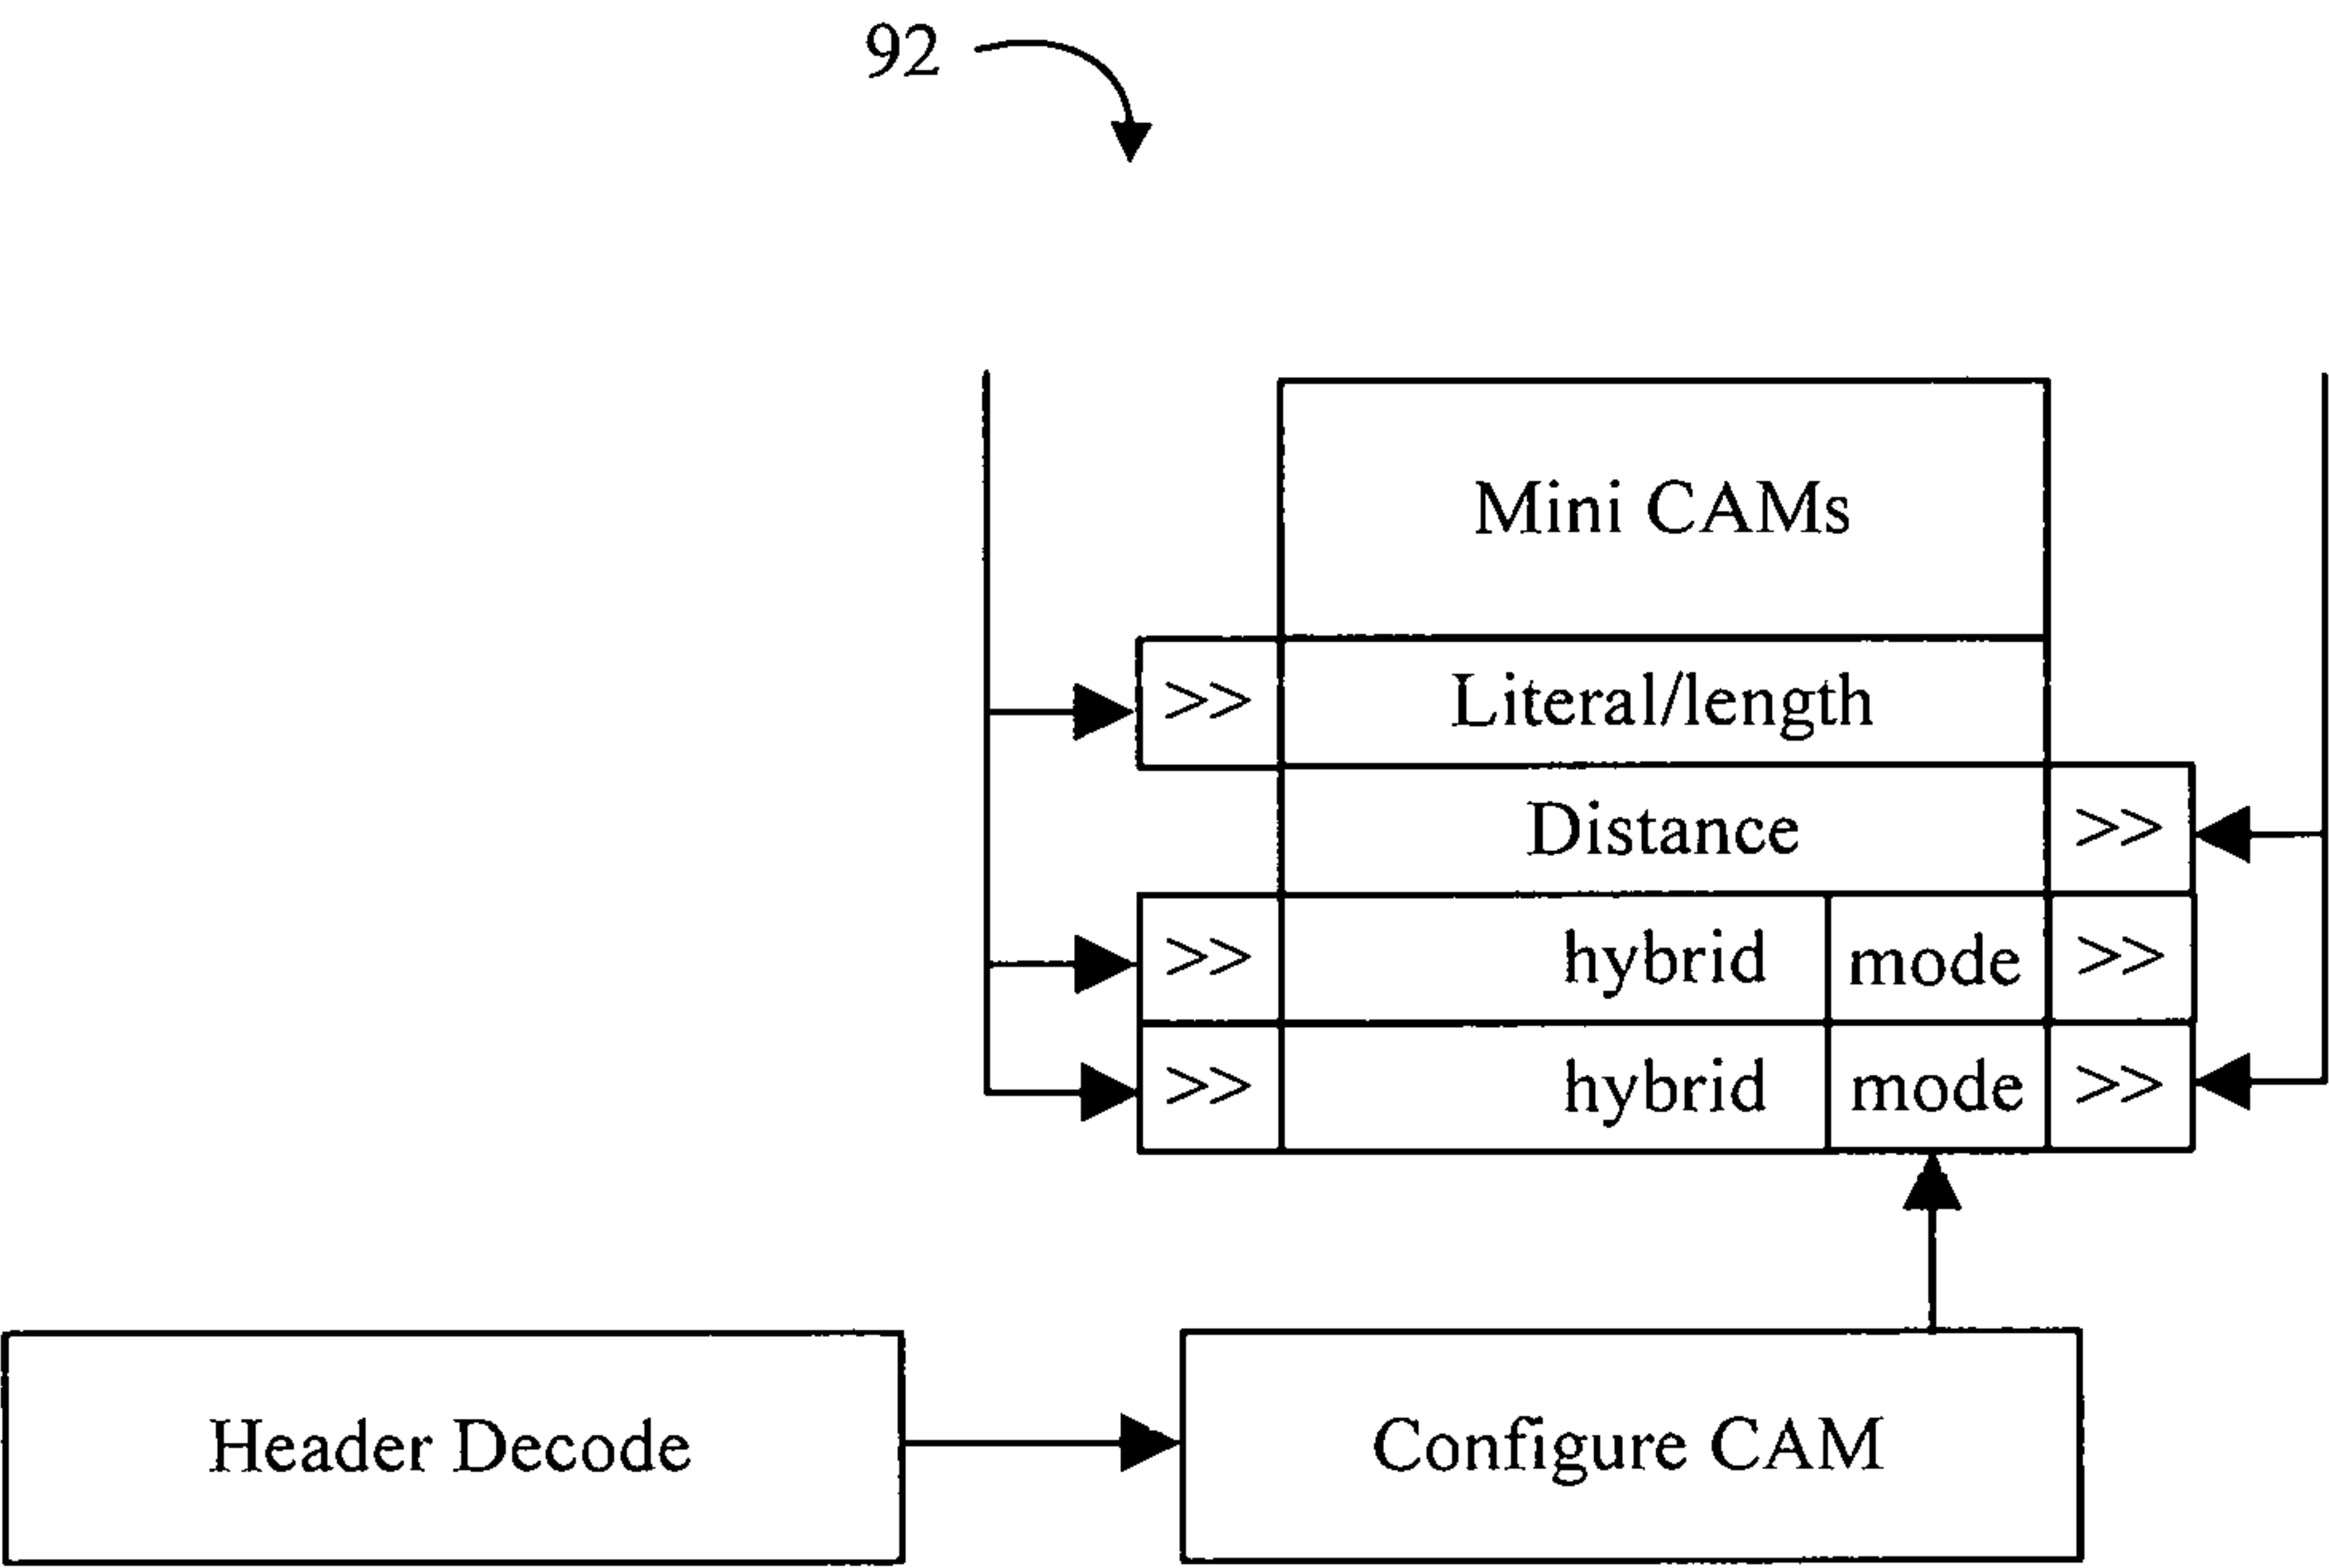 92
Mini CAMs
>> Literal/length
Distance >>
>> hybrid mode >>
>> hybrid mode >>
Header Decode
Configure CAM